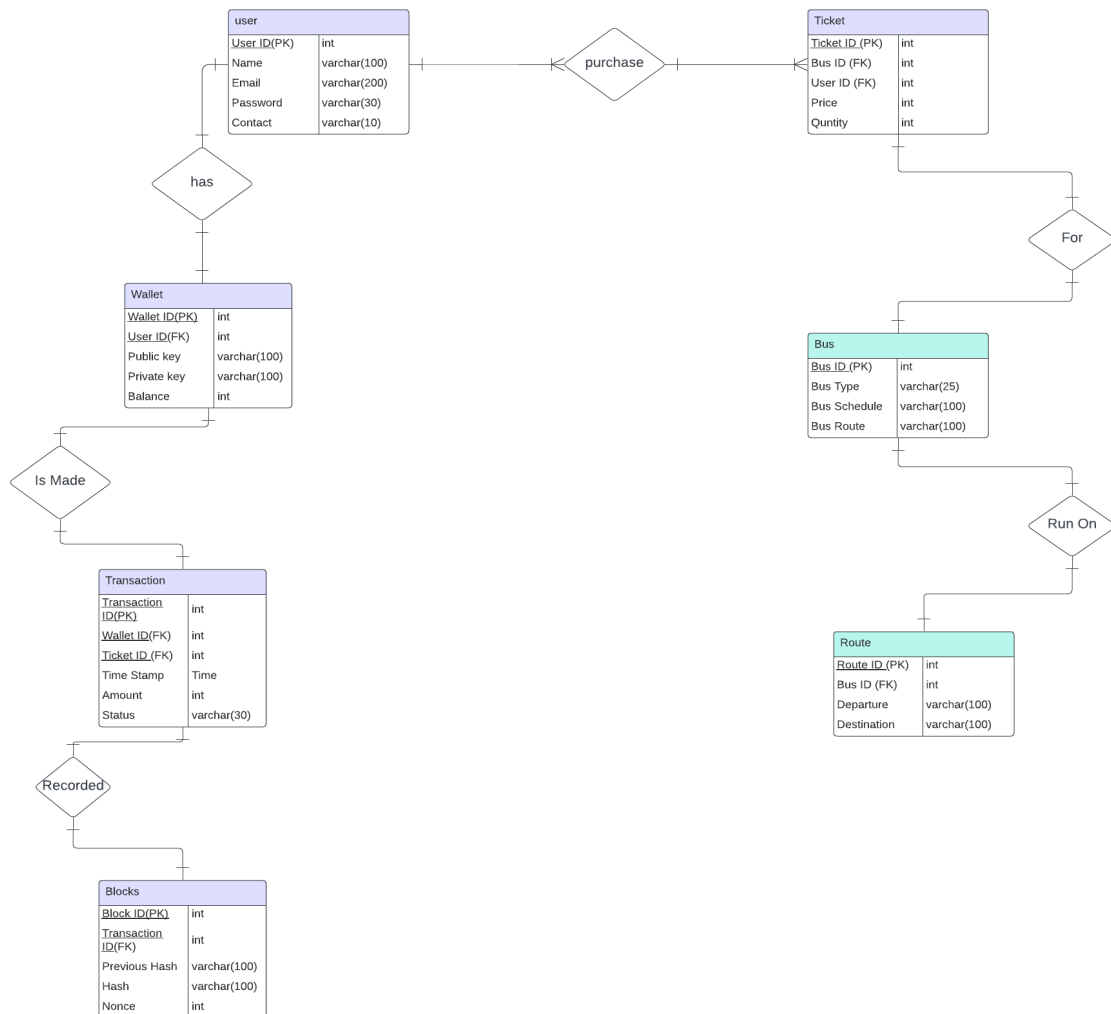 user
User ID(PK) int
Name varchar(100)
Email varchar(200)
Password varchar(30)
Contact varchar(10)
purchase
Ticket
Ticket ID (PK) int
Bus ID (FK) int
User ID (FK) int
Price int
Quntity int
has
For
Wallet
Wallet ID(PK) int
User ID(FK) int
Public key varchar(100)
Private key varchar(100)
Balance int
Bus
Bus ID (PK) int
Bus Type varchar(25)
Bus Schedule varchar(100)
Bus Route varchar(100)
Is Made
Run On
Transaction
Transaction
ID(PK) int
Wallet ID(FK) int
Ticket ID (FK) int
Time Stamp Time
Amount int
Status varchar(30)
Route
Route ID (PK) int
Bus ID (FK) int
Departure varchar(100)
Destination varchar(100)
Recorded
Blocks
Block ID(PK) int
Transaction
ID(FK) int
Previous Hash varchar(100)
Hash varchar(100)
Nonce int